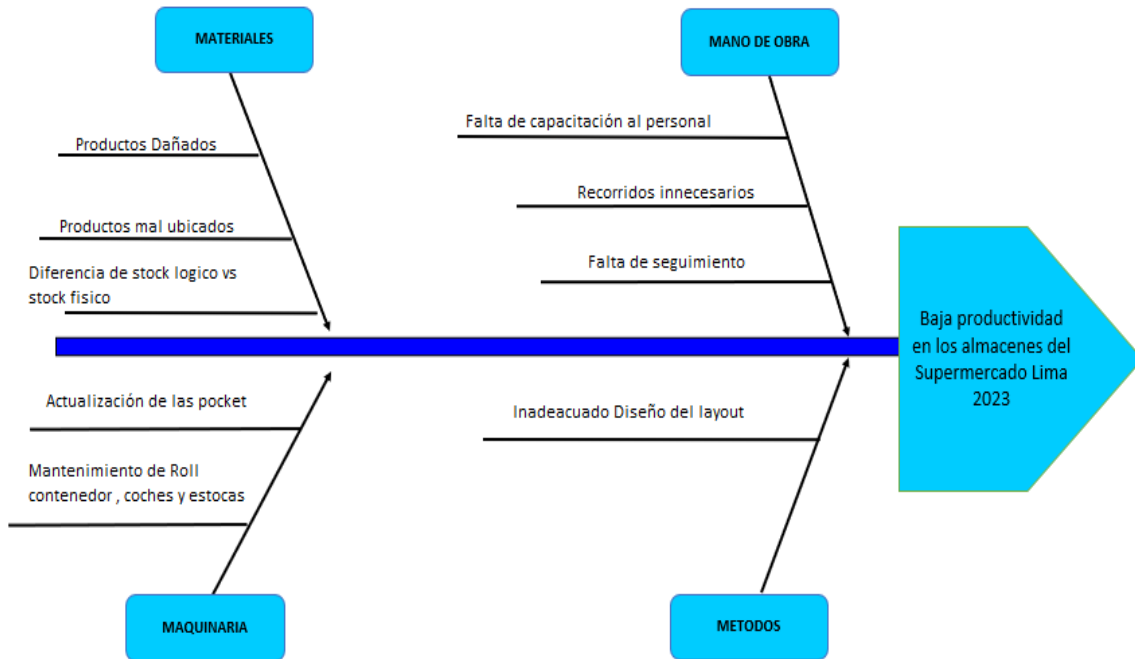 MATERIALES
MANO DE OBRA
Productos Dañados
Productos mal ubicados
Diferencia de stock logico vs
stock fisico
Falta de capacitación al personal
Recorridos innecesarios
Falta de seguimiento
Baja productividad
en los almacenes del
Supermercado Lima
2023
Actualización de las pocket
Mantenimiento de Roll
contenedor , coches y estocas
Inadeacuado Diseño del layout
MAQUINARIA
METODOS